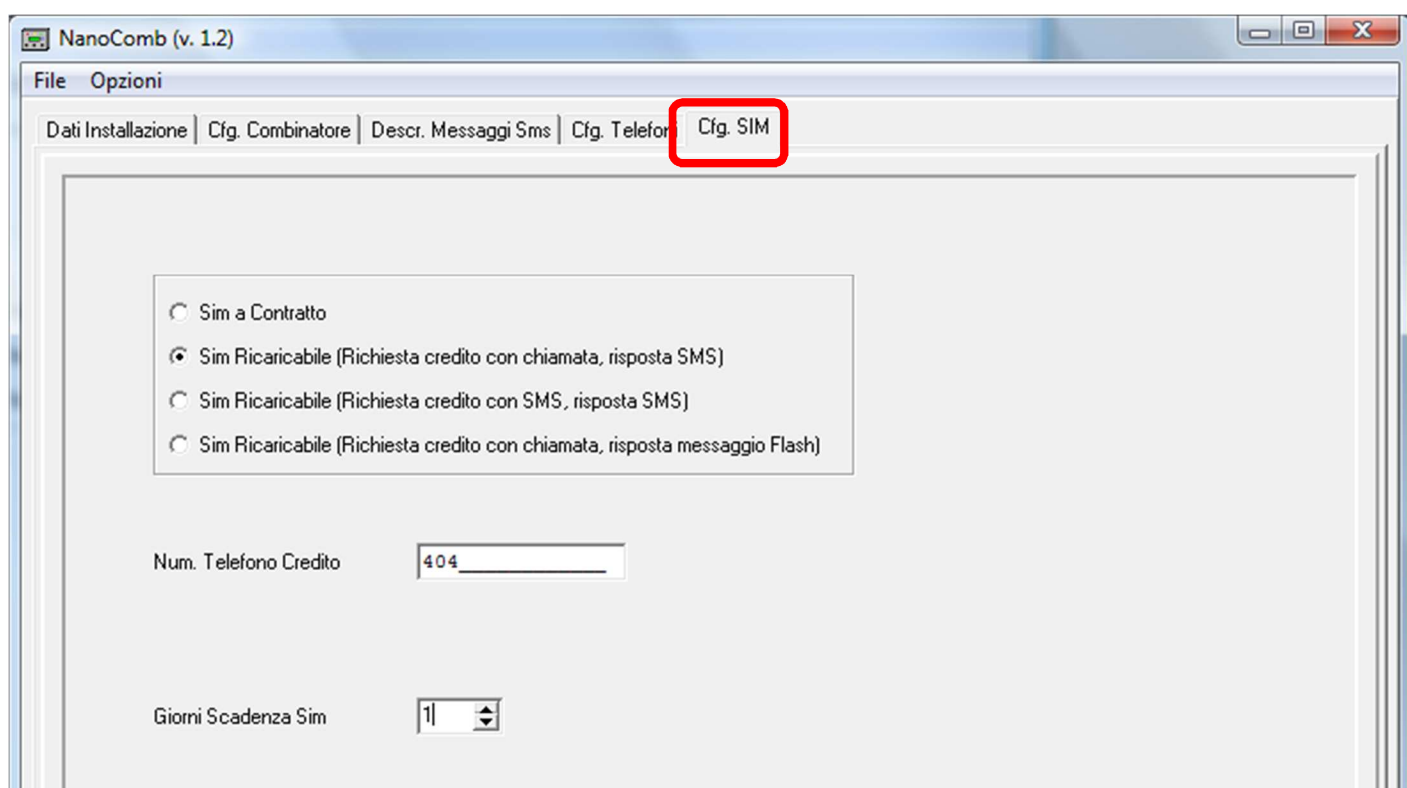 NanoComb (v. 1.2)
File Opzioni
Dati Installazione Cfg. Combinatore Descr. Messaggi Sms Cfg. Telefoni Cfg. SIM
Sim a Contratto
Sim Ricaricabile (Richiesta credito con chiamata, risposta SMS)
Sim Ricaricabile (Richiesta credito con SMS, risposta SMS)
Sim Ricaricabile (Richiesta credito con chiamata, risposta messaggio Flash)
Num. Telefono Credito 404_____________
Giorni Scadenza Sim 1